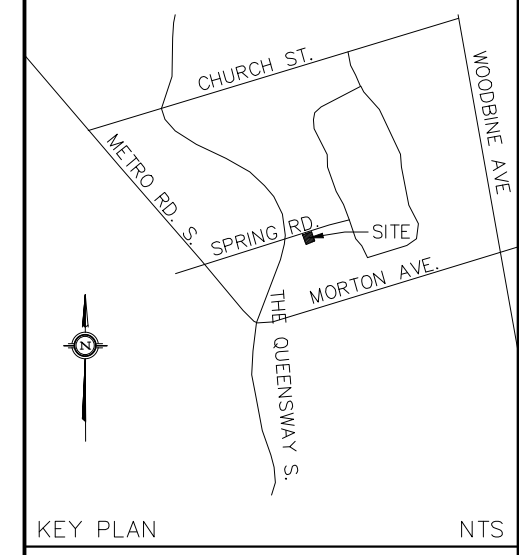 CHURCH ST.
WOODBINE AVE
METRO RD. S.
SPRING RD.
SITE
MORTON AVE.
THE QUEENSWAY S.
N
KEY PLAN
NTS